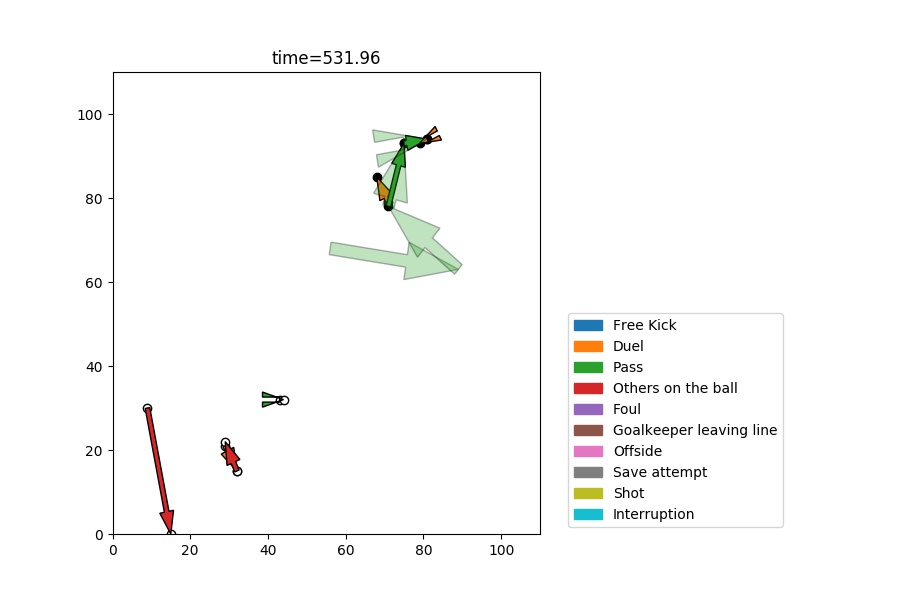 time=531.96
100
80
60
40
20
0
0 20 40 60 80 100
Free Kick
Duel
Pass
Others on the ball
Foul
Goalkeeper leaving line
Offside
Save attempt
Shot
Interruption